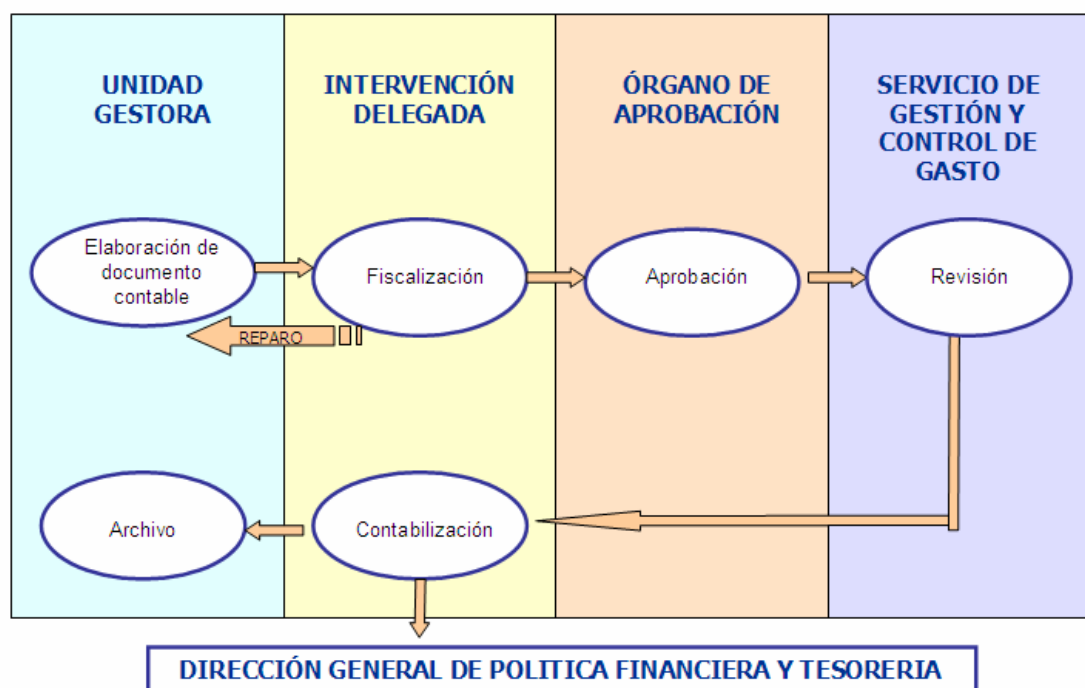 UNIDAD
GESTORA
INTERVENCIÓN
DELEGADA
ÓRGANO DE
APROBACIÓN
SERVICIO DE
GESTIÓN Y
CONTROL DE
GASTO
Elaboración de
documento
contable
Fiscalización
Aprobación
Revisión
REPARO
Archivo
Contabilización
DIRECCIÓN GENERAL DE POLITICA FINANCIERA Y TESORERIA